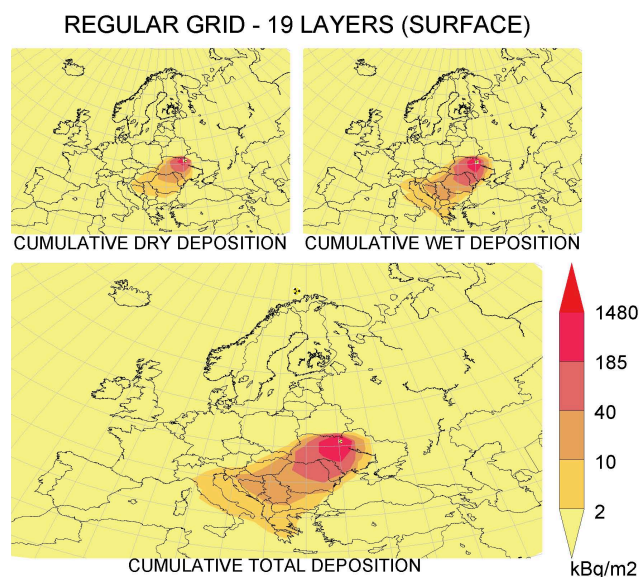 REGULAR GRID - 19 LAYERS (SURFACE)
CUMULATIVE DRY DEPOSITION
CUMULATIVE WET DEPOSITION
1480
185
40
10
2
kBq/m2
CUMULATIVE TOTAL DEPOSITION